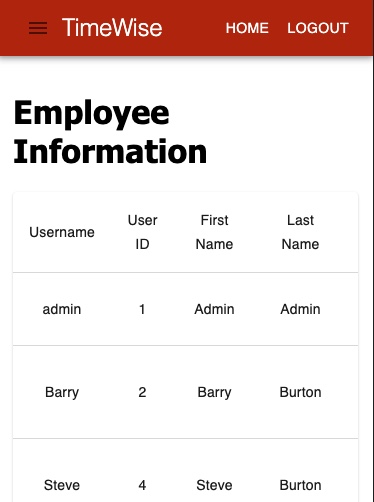 TimeWise HOME LOGOUT
Employee
Information
Username User ID First Name Last Name
admin 1 Admin Admin
Barry 2 Barry Burton
Steve 4 Steve Burton